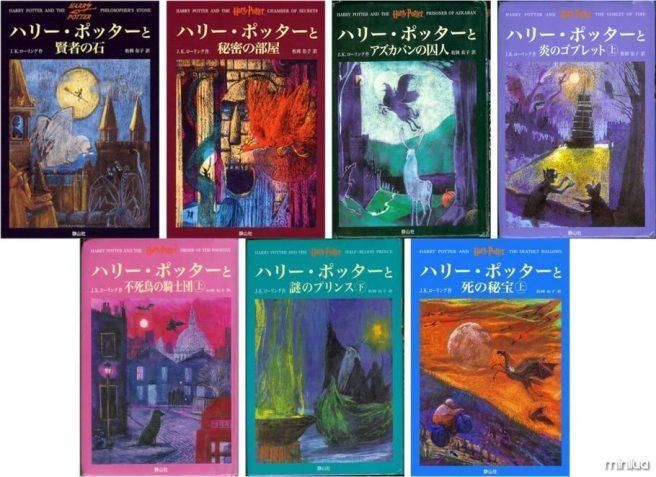 HARRY POTTER AND THE PHILOSOPHER'S STONE
ハリー・ポッターと
賢者の石
J.K.ローリング作 松岡佑子 訳
静山社
HARRY POTTER AND THE Harry Potter CHAMBER OF SECRETS
ハリー・ポッターと
秘密の部屋
J.K.ローリング作 松岡佑子 訳
静山社
HARRY POTTER AND THE Harry Potter PRISONER OF AZKABAN
ハリー・ポッターと
アズカバンの囚人
J.K.ローリング作 松岡佑子 訳
静山社
HARRY POTTER AND Harry Potter THE GOBLET OF FIRE
ハリー・ポッターと
炎のゴブレット 上
J.K.ローリング作 松岡佑子 訳
静山社
HARRY POTTER AND THE Harry Potter ORDER OF THE PHOENIX
ハリー・ポッターと
不死鳥の騎士団 上
J.K.ローリング作 松岡佑子 訳
静山社
HARRY POTTER AND THE Harry Potter HALF-BLOOD PRINCE
ハリー・ポッターと
謎のプリンス 下
J.K.ローリング作 松岡佑子 訳
静山社
HARRY POTTER AND Harry Potter THE DEATHLY HALLOWS
ハリー・ポッターと
死の秘宝 上
J.K.ローリング作 松岡佑子 訳
静山社
minilua